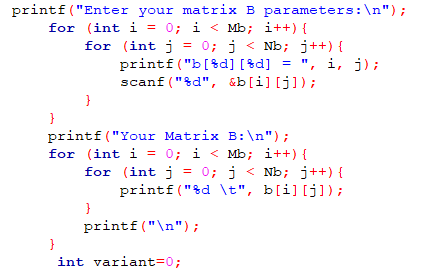 printf("Enter your matrix B parameters:\n");
for (int i = 0; i < Mb; i++){
for (int j = 0; j < Nb; j++){
printf("b[%d][%d] = ", i, j);
scanf("%d", &b[i][j]);
}
}
printf("Your Matrix B:\n");
for (int i = 0; i < Mb; i++){
for (int j = 0; j < Nb; j++){
printf("%d \t", b[i][j]);
}
printf("\n");
}
int variant=0;